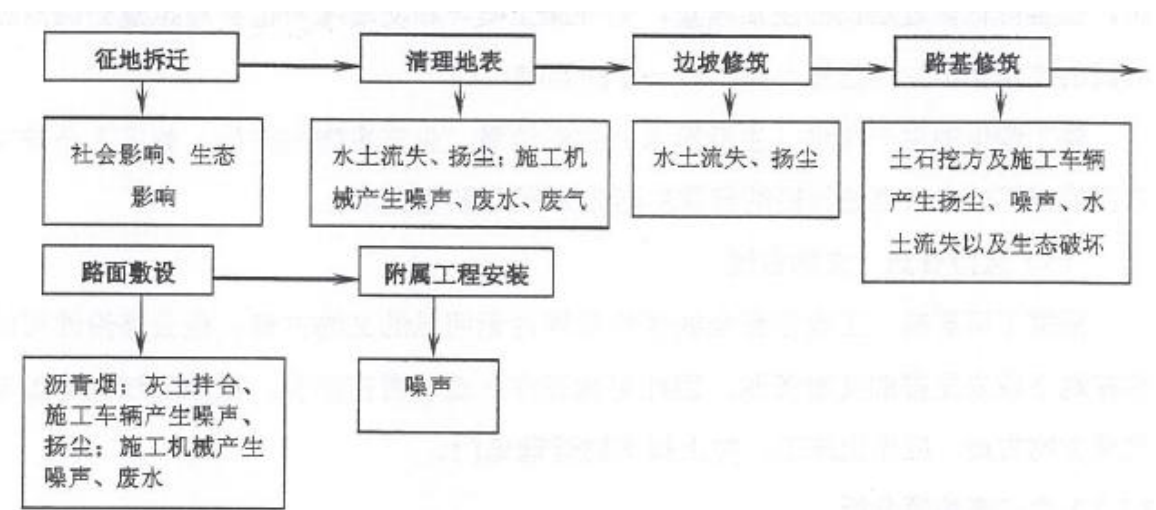 征地拆迁
清理地表
边坡修筑
路基修筑
社会影响、生态
影响
水土流失、扬尘；施工机
械产生噪声、废水、废气
水土流失、扬尘
土石挖方及施工车辆
产生扬尘、噪声、水
土流失以及生态破坏
路面敷设
附属工程安装
沥青烟；灰土拌合、
施工车辆产生噪声、
扬尘；施工机械产生
噪声、废水
噪声